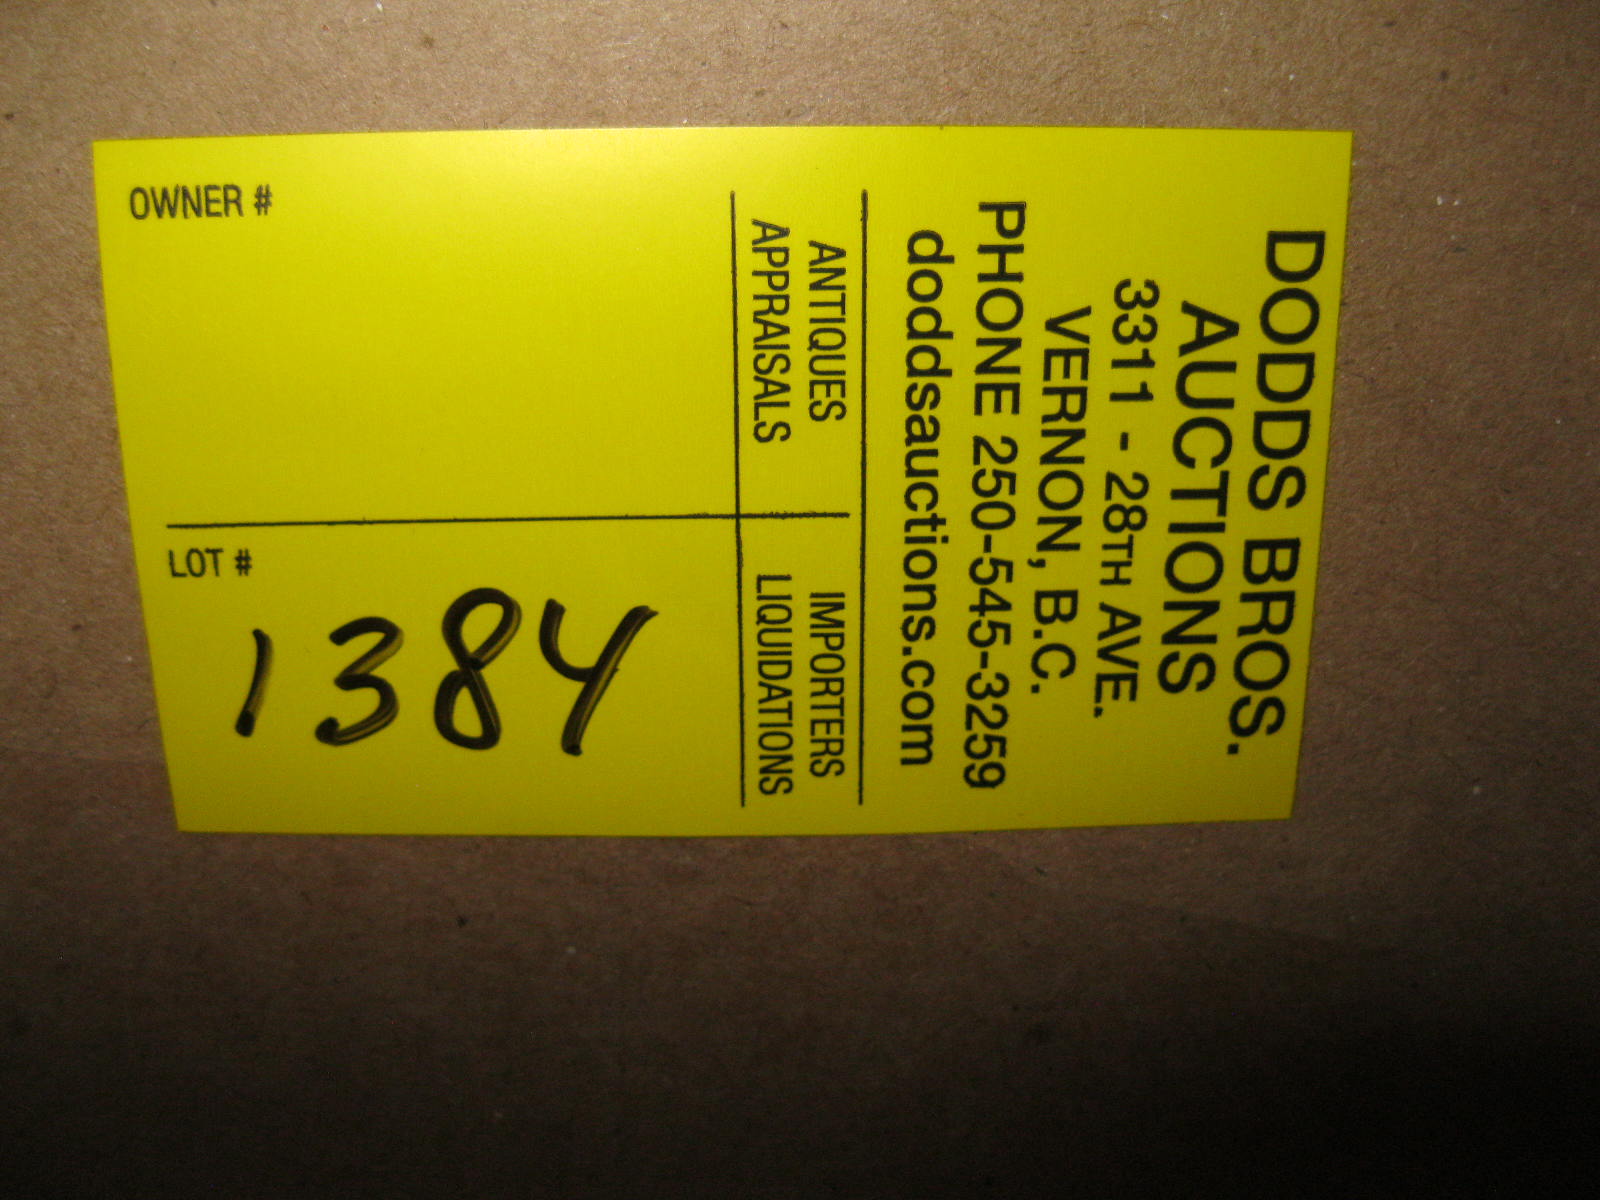 DODDS BROS.
AUCTIONS
3311 - 28TH AVE.
VERNON, B.C.
PHONE 250-545-3259
doddsauctions.com
ANTIQUES
APPRAISALS
IMPORTERS
LIQUIDATIONS
OWNER #
LOT #
1384